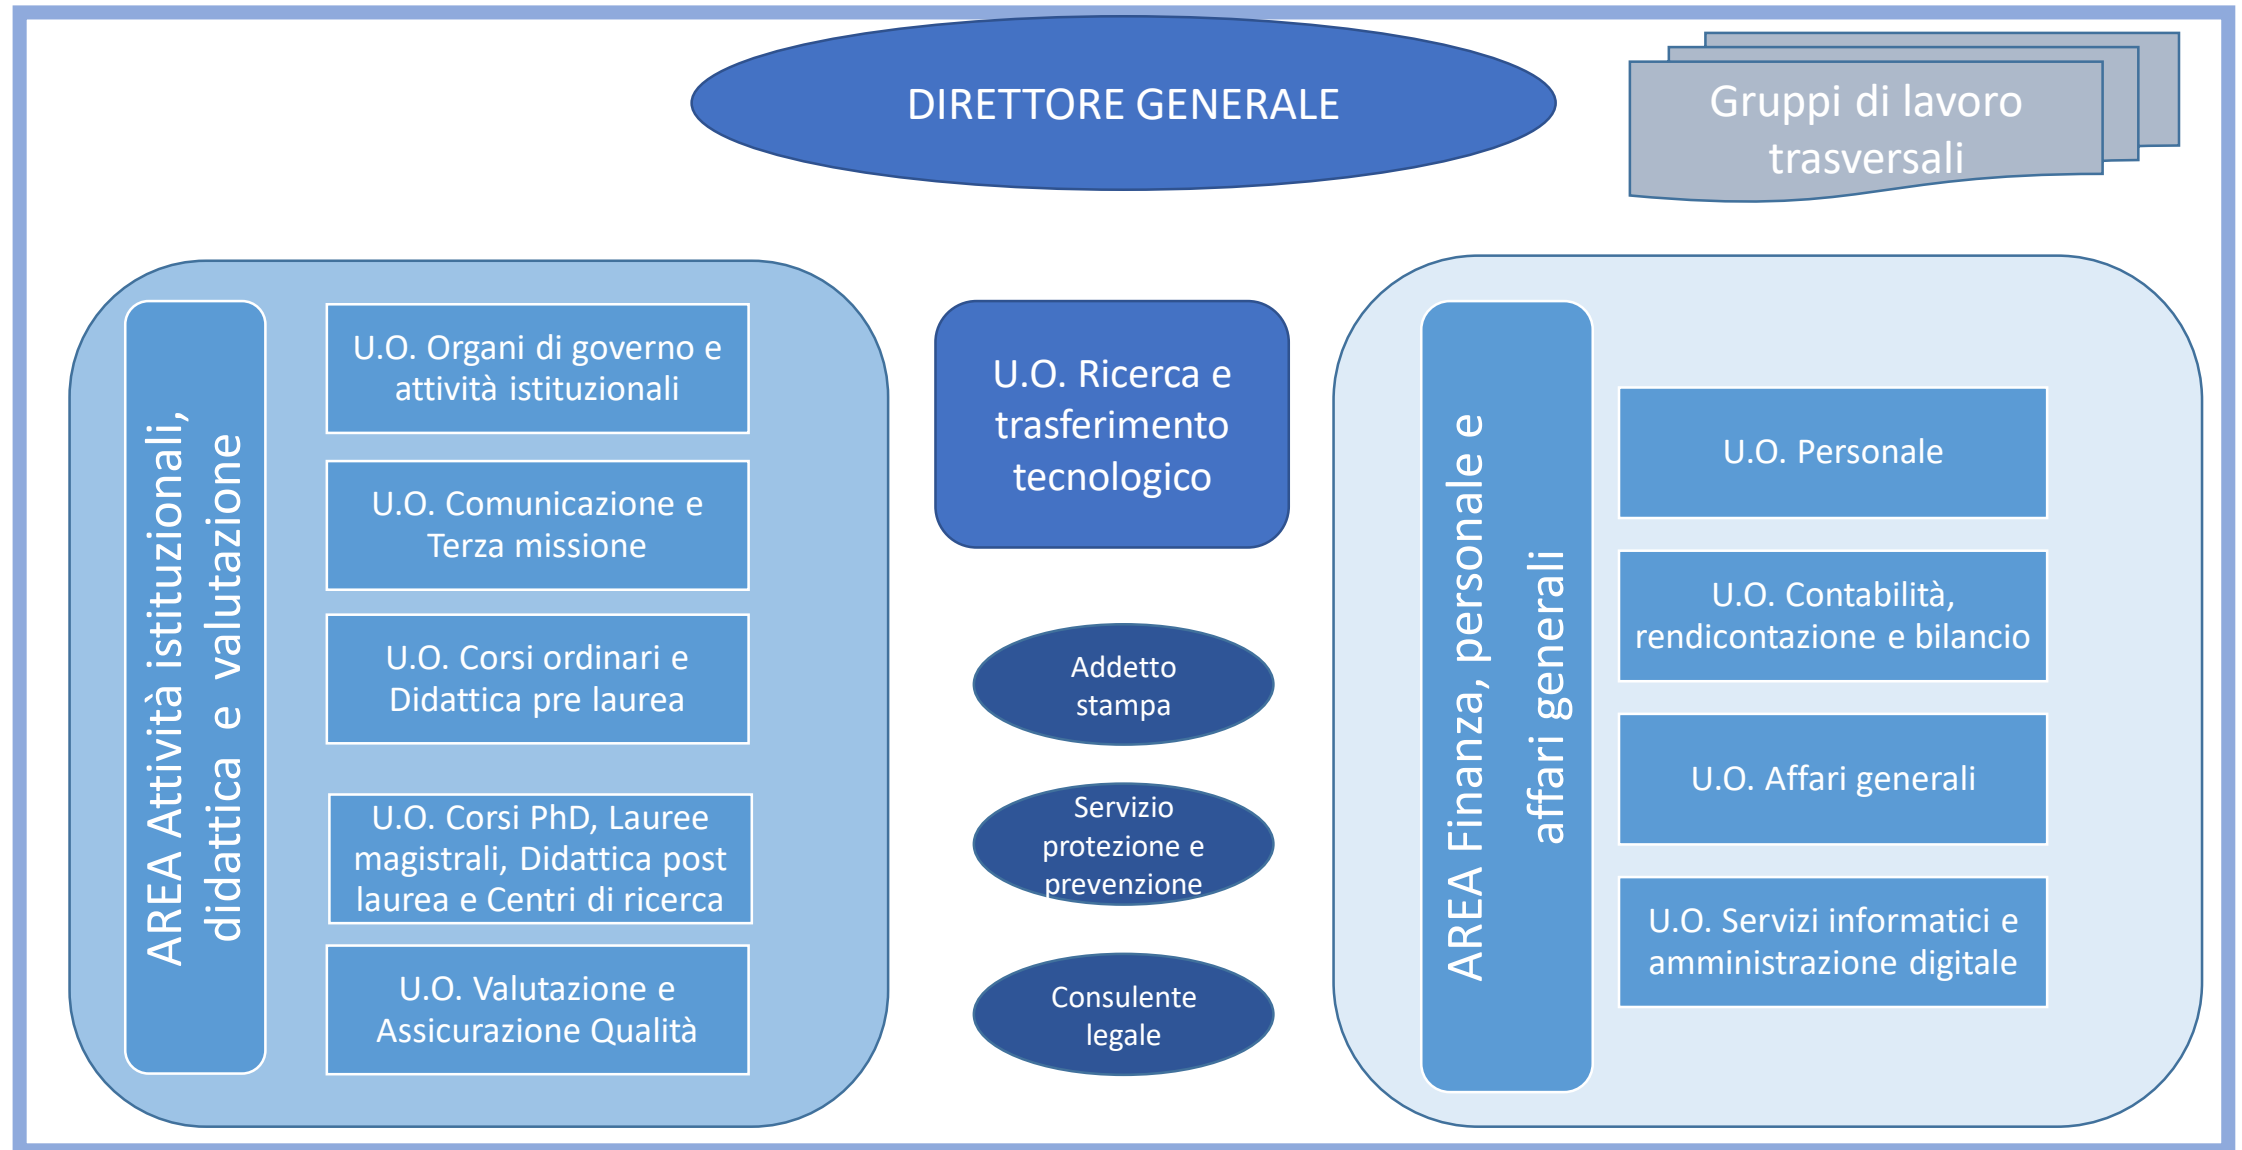 DIRETTORE GENERALE
Gruppi di lavoro
trasversali
AREA Attività istituzionali,
didattica e valutazione
U.O. Organi di governo e
attività istituzionali
U.O. Comunicazione e
Terza missione
U.O. Corsi ordinari e
Didattica pre laurea
U.O. Corsi PhD, Lauree
magistrali, Didattica post
laurea e Centri di ricerca
U.O. Valutazione e
Assicurazione Qualità
U.O. Ricerca e
trasferimento
tecnologico
Addetto
stampa
Servizio
protezione e
prevenzione
Consulente
legale
AREA Finanza, personale e
affari generali
U.O. Personale
U.O. Contabilità,
rendicontazione e bilancio
U.O. Affari generali
U.O. Servizi informatici e
amministrazione digitale